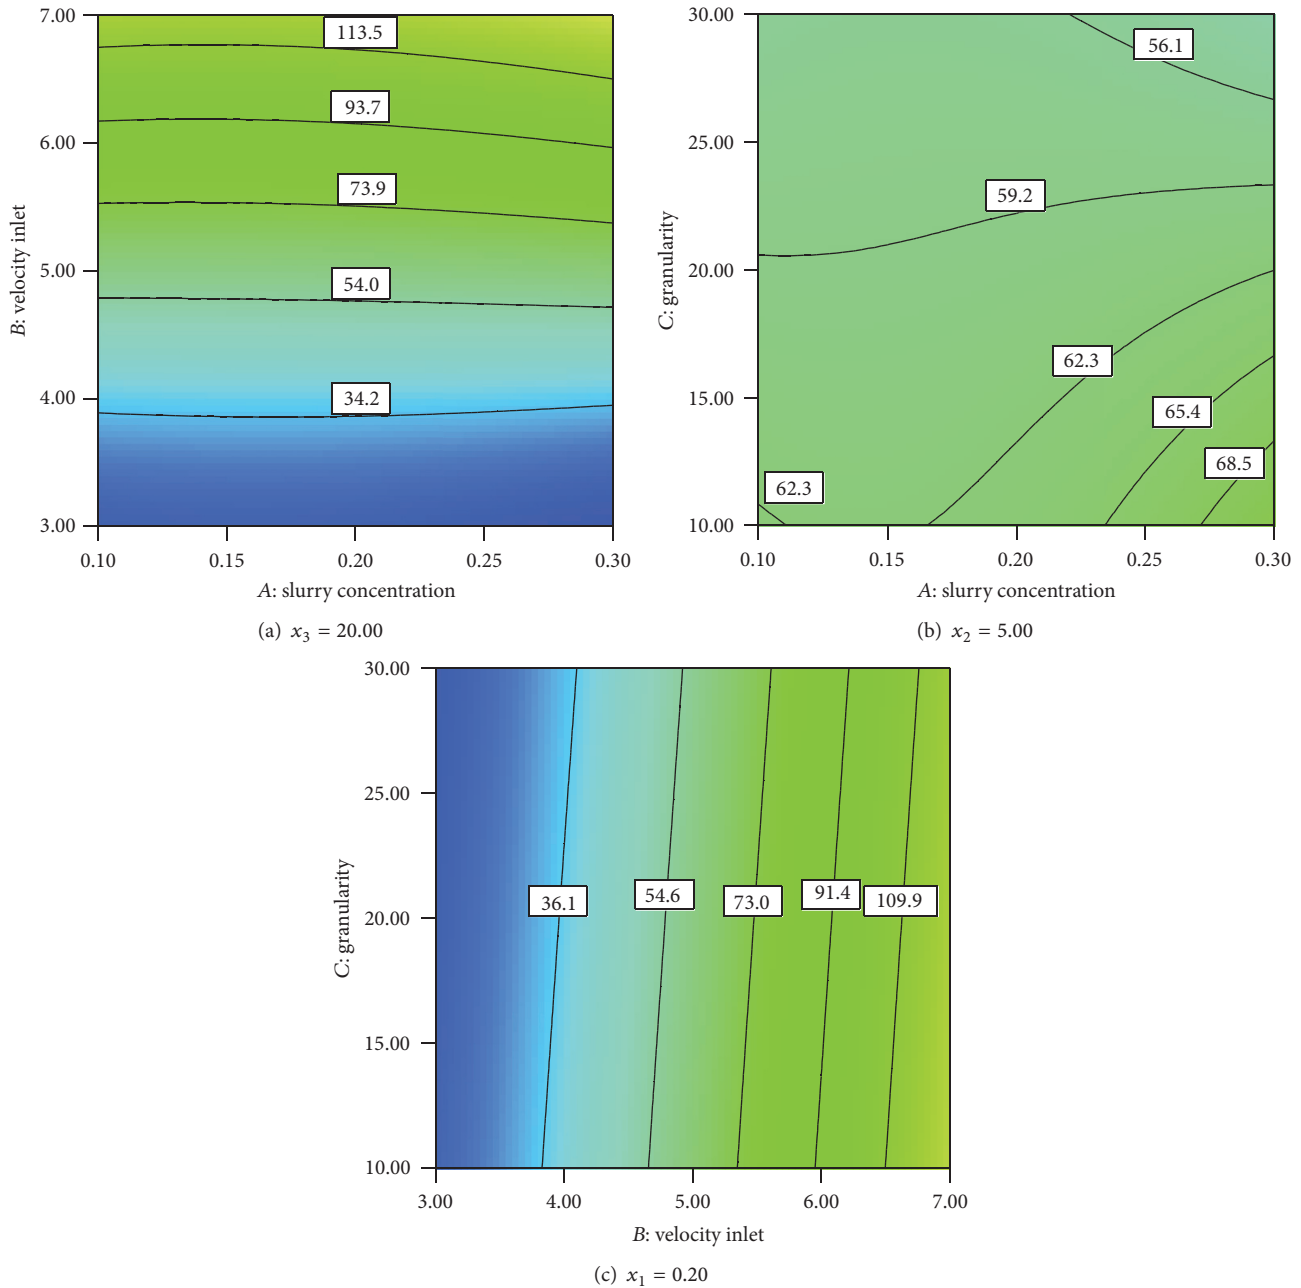 7.00
6.00
5.00
4.00
3.00
B: velocity inlet
113.5
93.7
73.9
54.0
34.2
0.10 0.15 0.20 0.25 0.30
A: slurry concentration
(a) x₃ = 20.00
30.00
25.00
20.00
15.00
10.00
C: granularity
56.1
59.2
62.3
65.4
68.5
62.3
0.10 0.15 0.20 0.25 0.30
A: slurry concentration
(b) x₂ = 5.00
30.00
25.00
20.00
15.00
10.00
C: granularity
36.1 54.6 73.0 91.4 109.9
3.00 4.00 5.00 6.00 7.00
B: velocity inlet
(c) x₁ = 0.20